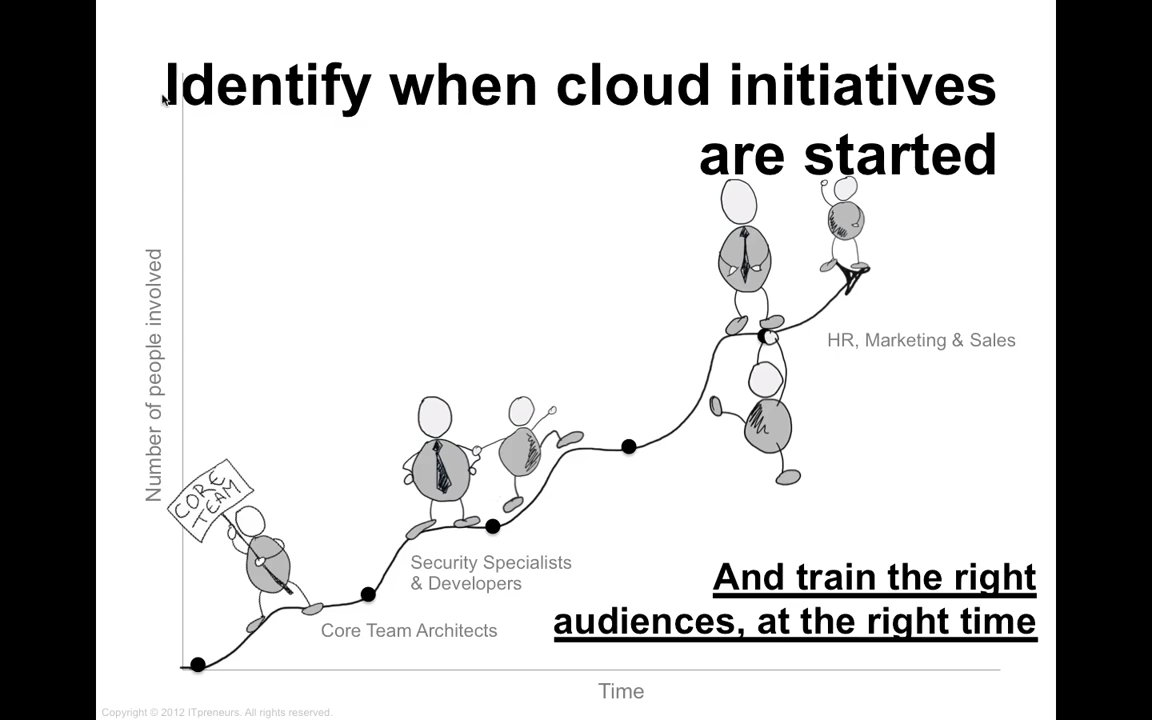 Identify when cloud initiatives
are started
Number of people involved
CORE
TEAM
HR, Marketing & Sales
Security Specialists
& Developers
Core Team Architects
And train the right
audiences, at the right time
Time
Copyright © 2012 ITpreneurs. All rights reserved.